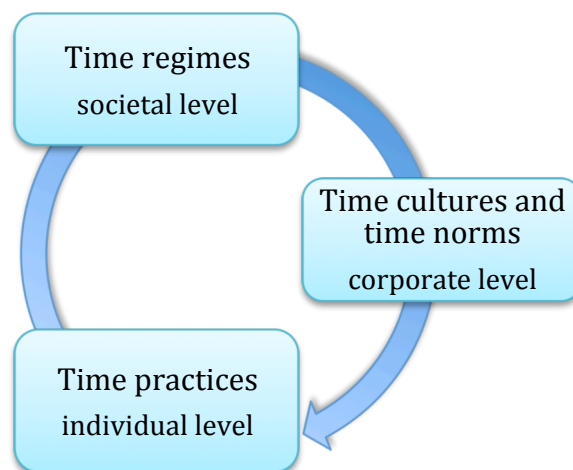 Time regimes
societal level
Time cultures and
time norms
corporate level
Time practices
individual level